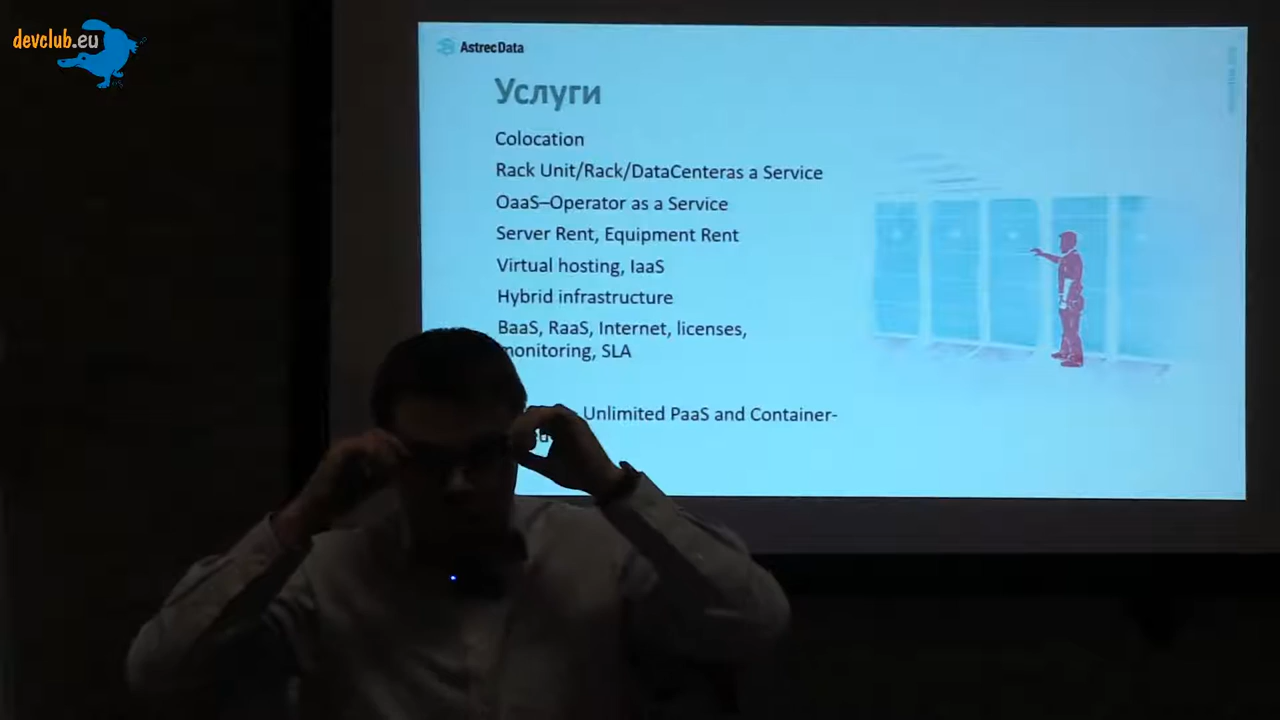 devclub.eu
AstrecData
Услуги
Colocation
Rack Unit/Rack/DataCenteras a Service
OaaS–Operator as a Service
Server Rent, Equipment Rent
Virtual hosting, IaaS
Hybrid infrastructure
BaaS, RaaS, Internet, licenses,
monitoring, SLA
Unlimited PaaS and Container-